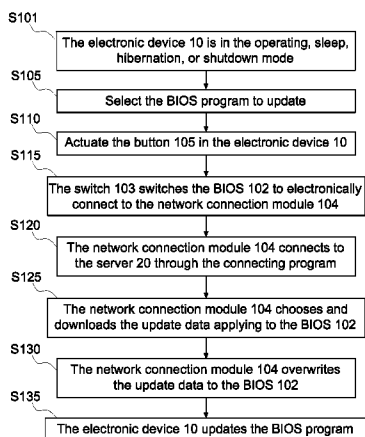 S101
The electronic device 10 is in the operating, sleep,
hibernation, or shutdown mode
S105
Select the BIOS program to update
S110
Actuate the button 105 in the electronic device 10
S115
The switch 103 switches the BIOS 102 to electronically
connect to the network connection module 104
S120
The network connection module 104 connects to
the server 20 through the connecting program
S125
The network connection module 104 chooses and
downloads the update data applying to the BIOS 102
S130
The network connection module 104 overwrites
the update data to the BIOS 102
S135
The electronic device 10 updates the BIOS program